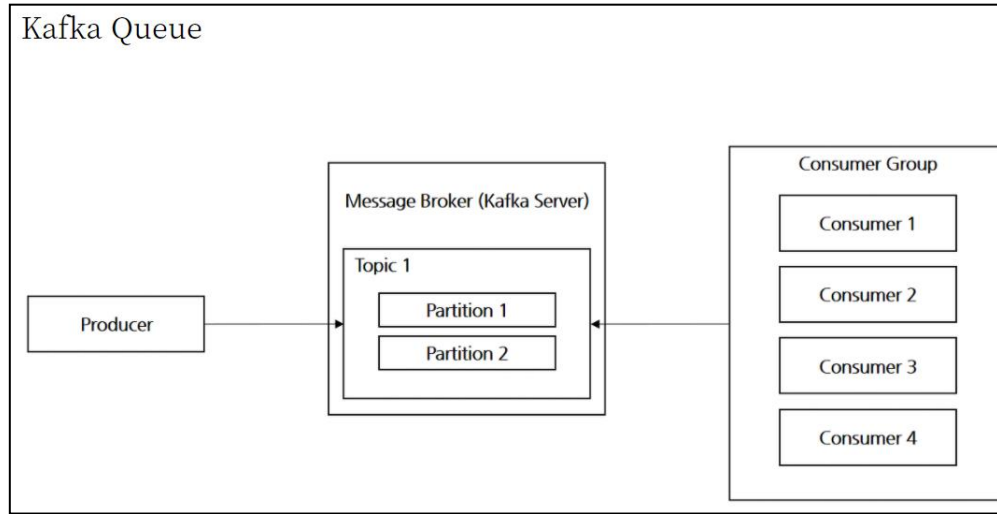 Kafka Queue
Consumer Group
Message Broker (Kafka Server)
Consumer 1
Topic 1
Consumer 2
Partition 1
Producer
Partition 2
Consumer 3
Consumer 4